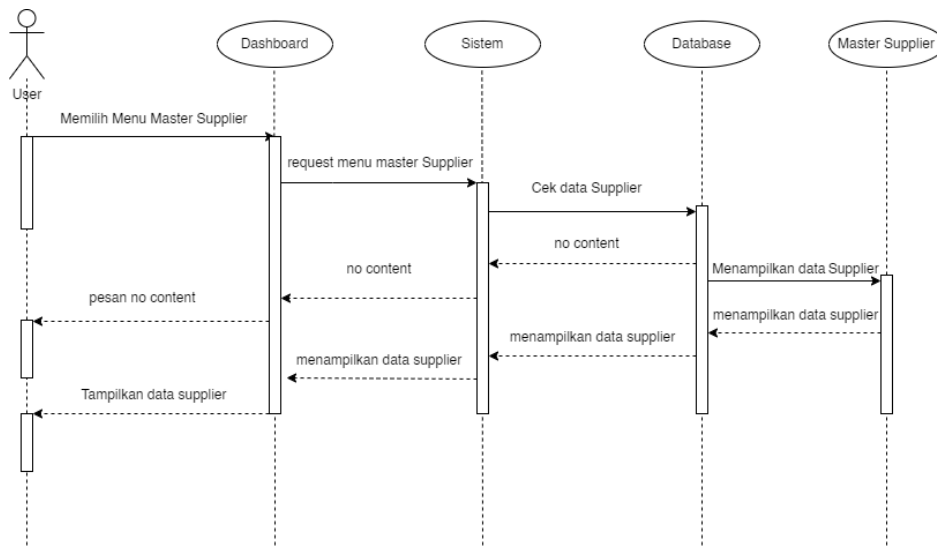 Dashboard
Sistem
Database
Master Supplier
User
Memilih Menu Master Supplier
request menu master Supplier
Cek data Supplier
no content
no content
Menampilkan data Supplier
pesan no content
menampilkan data supplier
menampilkan data supplier
menampilkan data supplier
Tampilkan data supplier